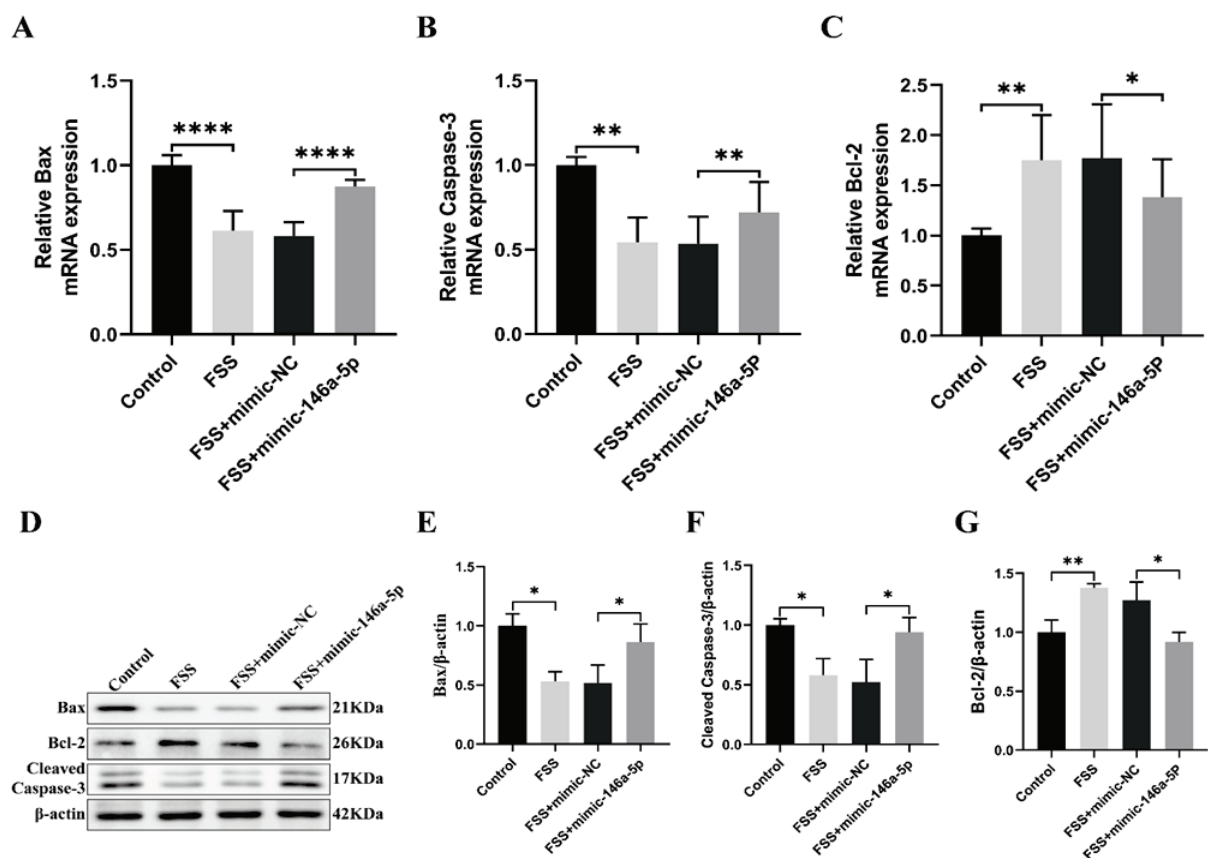 A
Relative Bax
mRNA expression
1.5
1.0
0.5
0.0
****
****
Control
FSS
FSS+mimic-NC
FSS+mimic-146a-5p
B
Relative Caspase-3
mRNA expression
1.5
1.0
0.5
0.0
**
**
Control
FSS
FSS+mimic-NC
FSS+mimic-146a-5P
C
Relative Bcl-2
mRNA expression
2.5
2.0
1.5
1.0
0.5
0.0
**
*
Control
FSS
FSS+mimic-NC
FSS+mimic-146a-5P
D
Control
FSS
FSS+mimic-NC
FSS+mimic-146a-5p
Bax 21KDa
Bcl-2 26KDa
Cleaved
Caspase-3 17KDa
β-actin 42KDa
E
Bax/β-actin
1.5
1.0
0.5
0.0
*
*
Control
FSS
FSS+mimic-NC
FSS+mimic-146a-5p
F
Cleaved Caspase-3/β-actin
1.5
1.0
0.5
0.0
*
*
Control
FSS
FSS+mimic-NC
FSS+mimic-146a-5p
G
Bcl-2/β-actin
1.5
1.0
0.5
0.0
**
*
Control
FSS
FSS+mimic-NC
FSS+mimic-146a-5p